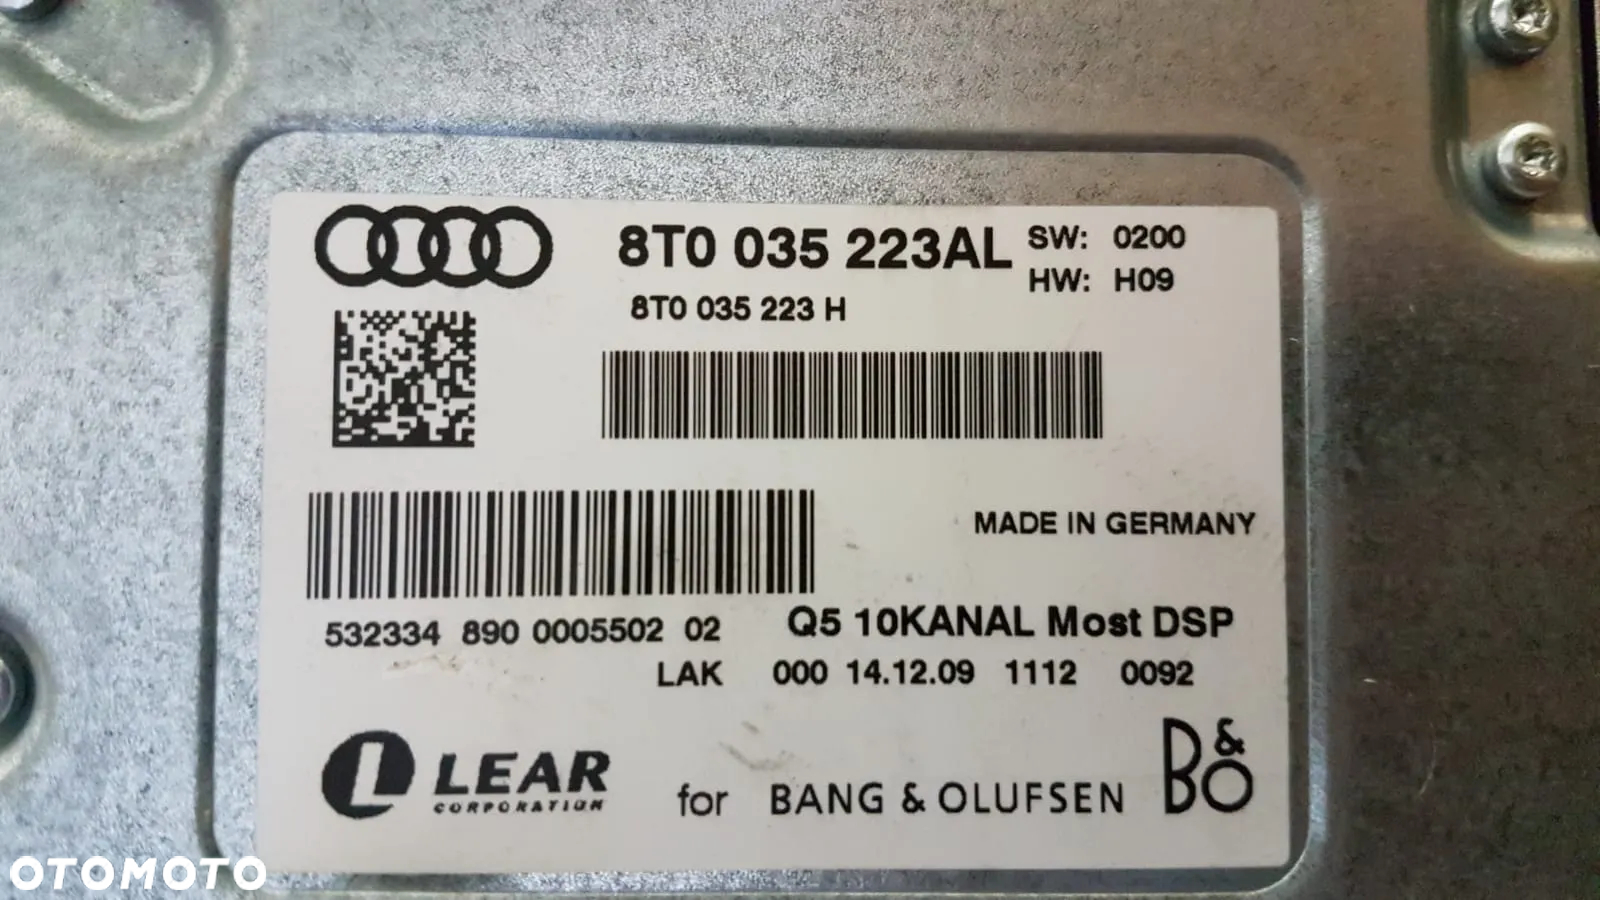 8T0 035 223AL SW: 0200
HW: H09
8T0 035 223 H
MADE IN GERMANY
532334 890 0005502 02 Q5 10KANAL Most DSP
LAK 000 14.12.09 1112 0092
L LEAR
CORPORATION
for BANG & OLUFSEN B&O
OTOMOTO